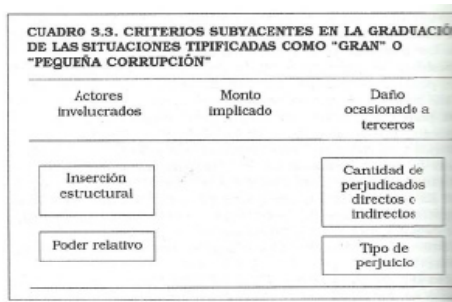 CUADRO 3.3. CRITERIOS SUBYACENTES EN LA GRADUACIÓ
DE LAS SITUACIONES TIPIFICADAS COMO "GRAN" O
"PEQUEÑA CORRUPCIÓN"
Actores
involucrados
Monto
implicado
Daño
ocasionado a
terceros
Inserción
estructural
Cantidad de
perjudicados
directos o
indirectos
Poder relativo
Tipo de
perjuicio